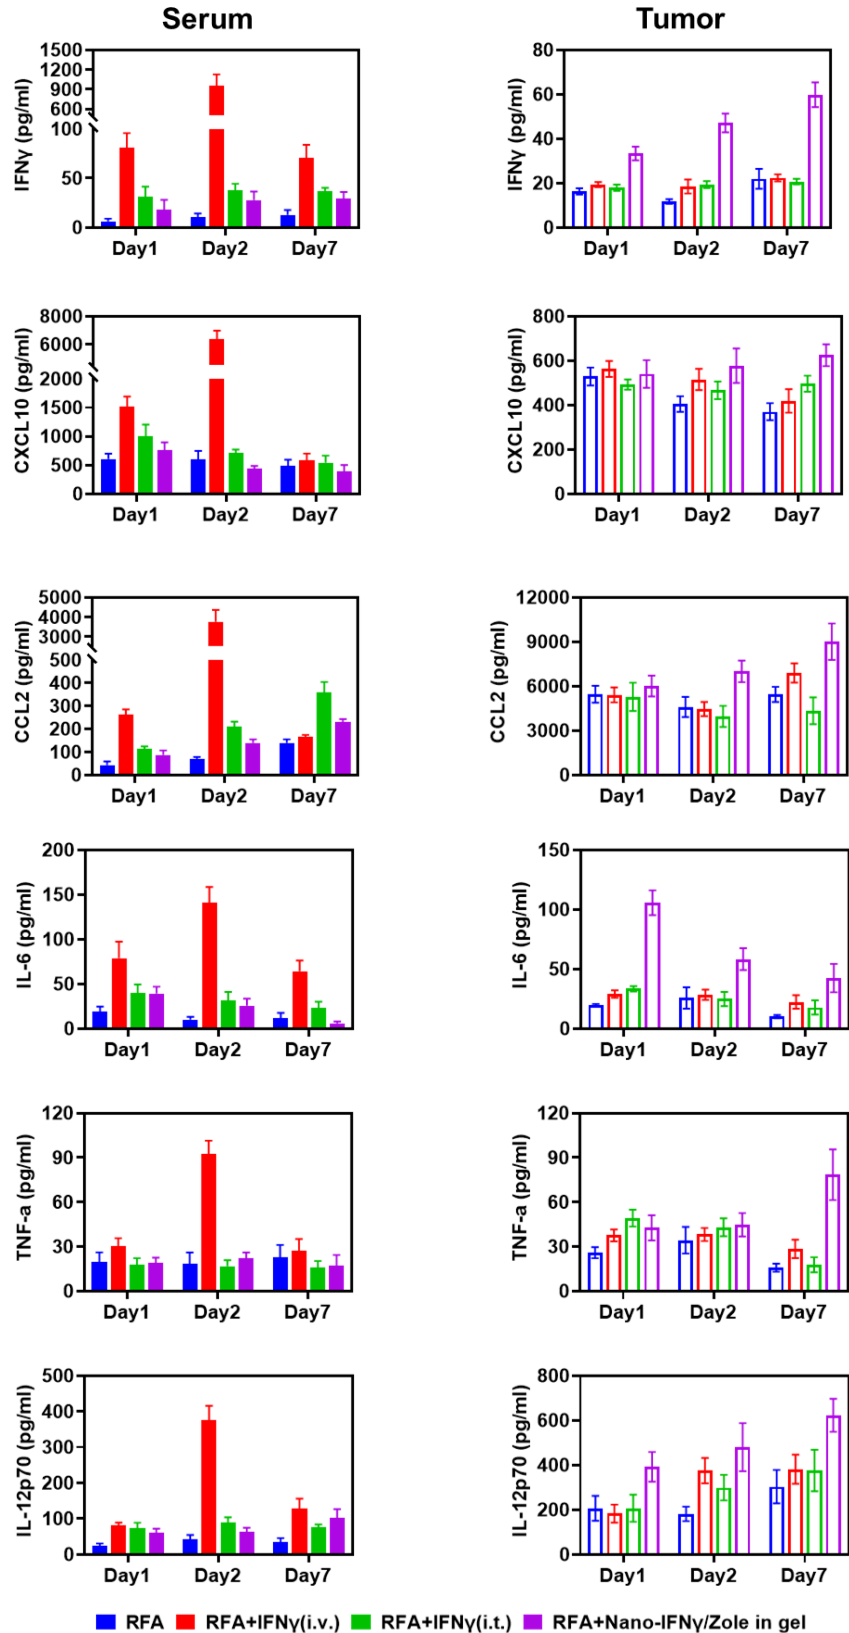 Serum
Tumor
IFNγ (pg/ml)
1500
1200
900
600
100
50
0
Day1 Day2 Day7
IFNγ (pg/ml)
80
60
40
20
0
Day1 Day2 Day7
CXCL10 (pg/ml)
8000
6000
4000
2000
1500
1000
500
0
Day1 Day2 Day7
CXCL10 (pg/ml)
800
600
400
200
0
Day1 Day2 Day7
CCL2 (pg/ml)
5000
4000
3000
500
400
300
200
100
0
Day1 Day2 Day7
CCL2 (pg/ml)
12000
9000
6000
3000
0
Day1 Day2 Day7
IL-6 (pg/ml)
200
150
100
50
0
Day1 Day2 Day7
IL-6 (pg/ml)
150
100
50
0
Day1 Day2 Day7
TNF-a (pg/ml)
120
90
60
30
0
Day1 Day2 Day7
TNF-a (pg/ml)
120
90
60
30
0
Day1 Day2 Day7
IL-12p70 (pg/ml)
500
400
300
200
100
0
Day1 Day2 Day7
IL-12p70 (pg/ml)
800
600
400
200
0
Day1 Day2 Day7
RFA RFA+IFNγ(i.v.) RFA+IFNγ(i.t.) RFA+Nano-IFNγ/Zole in gel